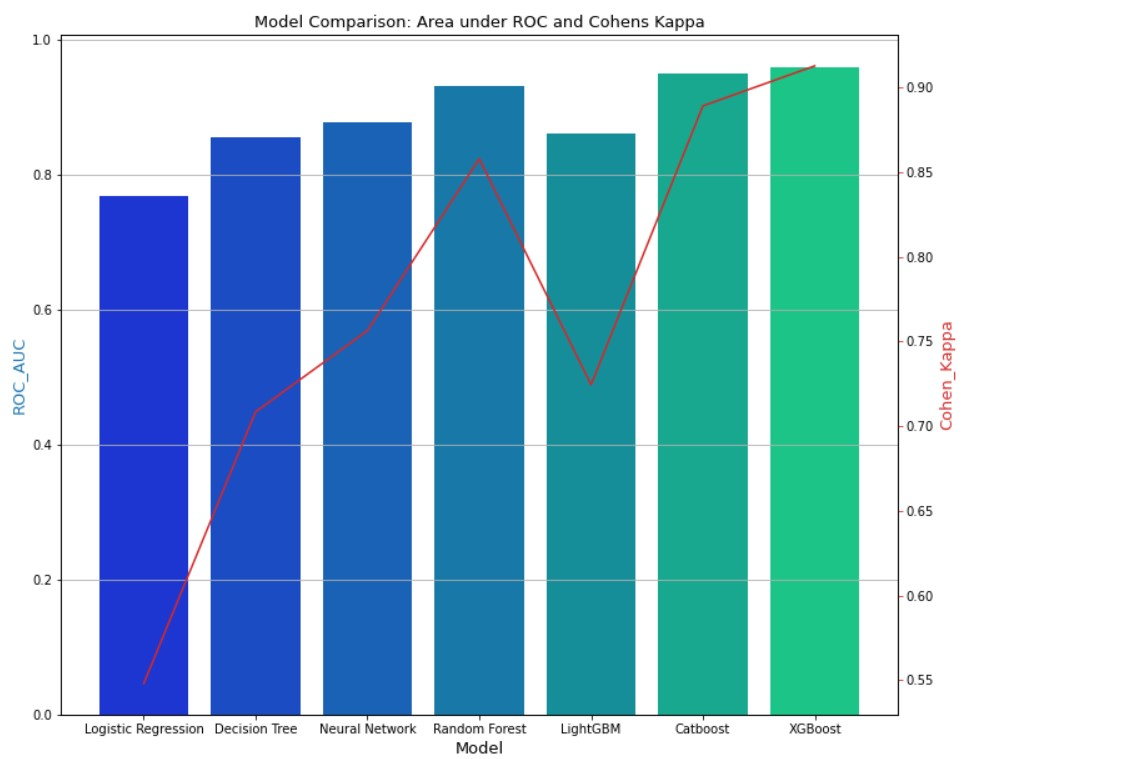 Model Comparison: Area under ROC and Cohens Kappa
1.0
0.8
0.6
0.4
0.2
0.0
ROC_AUC
0.90
0.85
0.80
0.75
0.70
0.65
0.60
0.55
Cohen_Kappa
Logistic Regression Decision Tree Neural Network Random Forest LightGBM Catboost XGBoost
Model